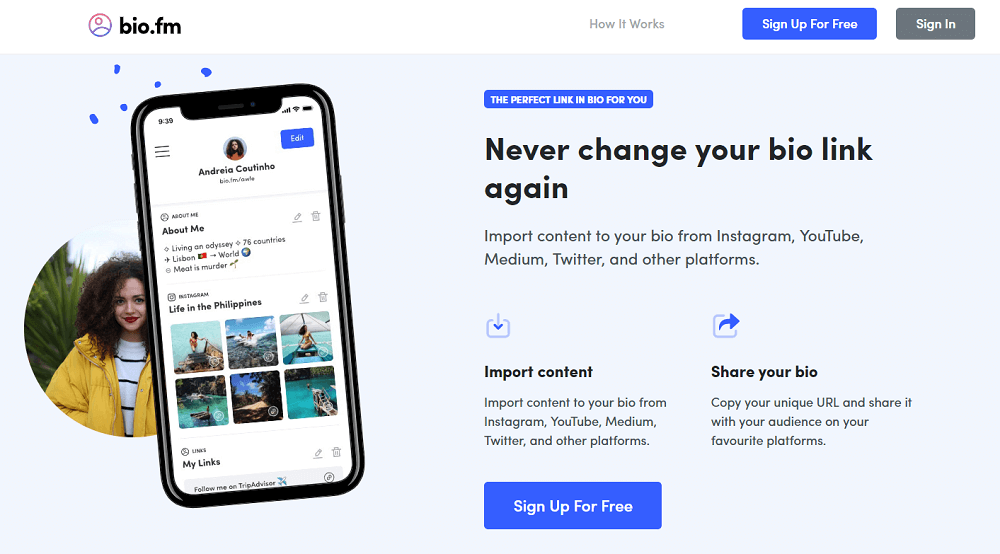 bio.fm
How It Works
Sign Up For Free
Sign In
9:39
Edit
Andreia Coutinho
bio.fm/awle
ABOUT ME
About Me
✧ Living an odyssey ✧ 76 countries
✈ Lisbon 🇵🇹 → World 🌍
☺ Meat is murder 🌱
INSTAGRAM
Life in the Philippines
LINKS
My Links
Follow me on TripAdvisor ✈
THE PERFECT LINK IN BIO FOR YOU
Never change your bio link
again
Import content to your bio from Instagram, YouTube,
Medium, Twitter, and other platforms.
Import content
Import content to your bio from
Instagram, YouTube, Medium,
Twitter, and other platforms.
Share your bio
Copy your unique URL and share it
with your audience on your
favourite platforms.
Sign Up For Free